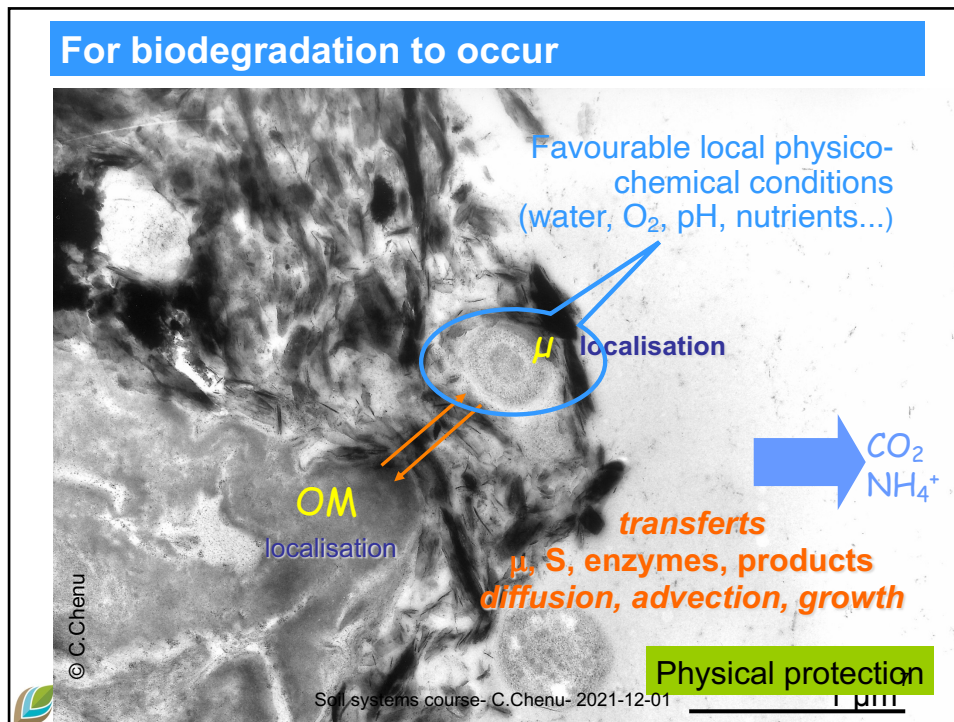 For biodegradation to occur
Favourable local physico-
chemical conditions
(water, O₂, pH, nutrients...)
μ localisation
CO₂
NH₄⁺
OM
localisation
transferts
μ, S, enzymes, products
diffusion, advection, growth
© C.Chenu
Physical protection
Soil systems course- C.Chenu- 2021-12-01
1 μm